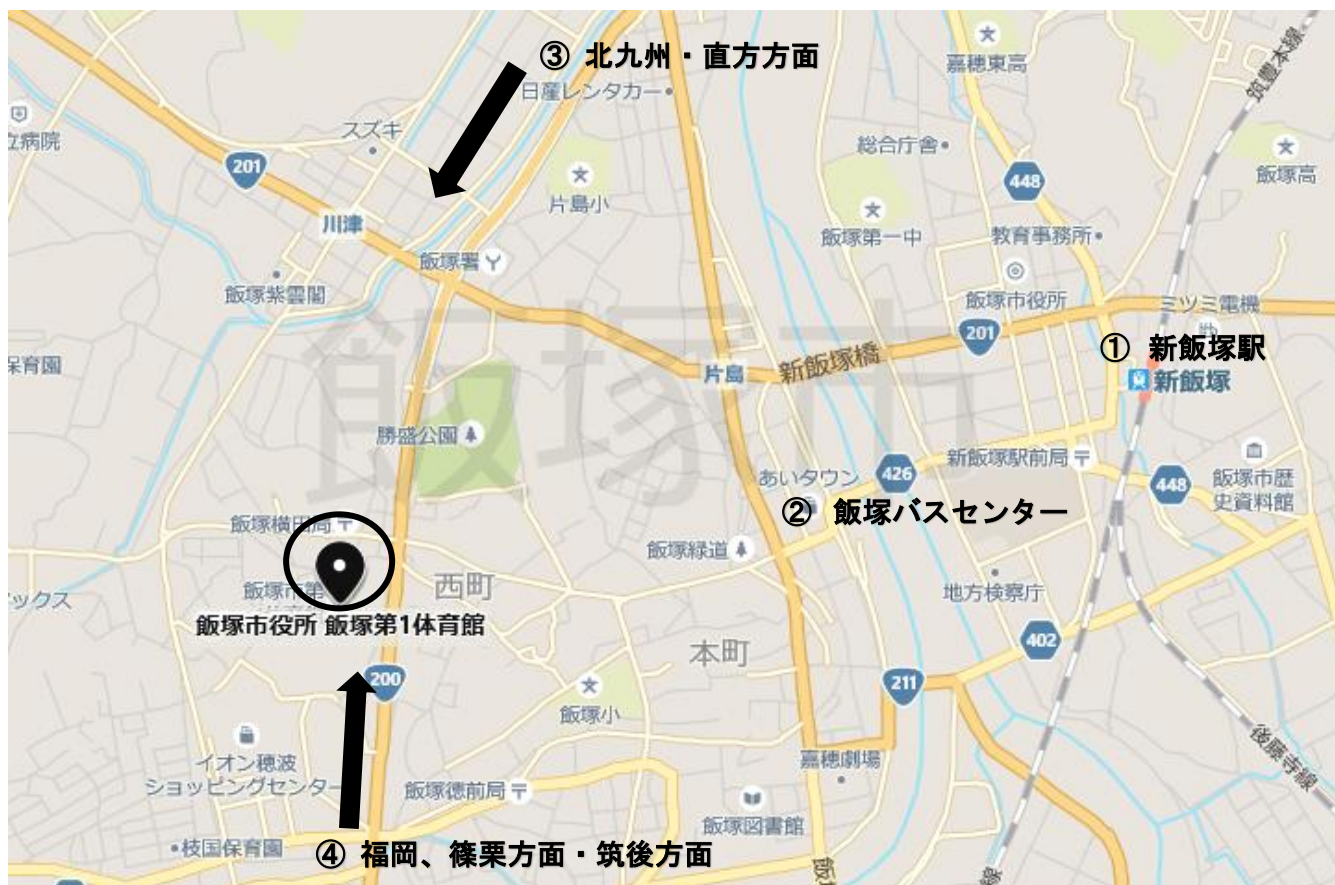 ③ 北九州・直方方面
日産レンタカー
嘉穂東高
筑豊本線
立病院
スズキ
201
総合庁舎
飯塚高
448
片島小
川津
飯塚第一中
教育事務所
飯塚署
飯塚紫雲閣
飯塚市役所
ミツミ電機
飯塚市
保育園
片島
新飯塚橋
201
① 新飯塚駅
新飯塚
勝盛公園
あいタウン
426
新飯塚駅前局
448
飯塚市歴
史資料館
② 飯塚バスセンター
飯塚横田局
飯塚緑道
飯塚市第
西町
ックス
地方検察庁
飯塚市役所 飯塚第1体育館
402
本町
200
211
飯塚小
イオン穂波
ショッピングセンター
嘉穂劇場
後藤寺線
飯塚徳前局
飯塚図書館
枝国保育園
④ 福岡、篠栗方面・筑後方面